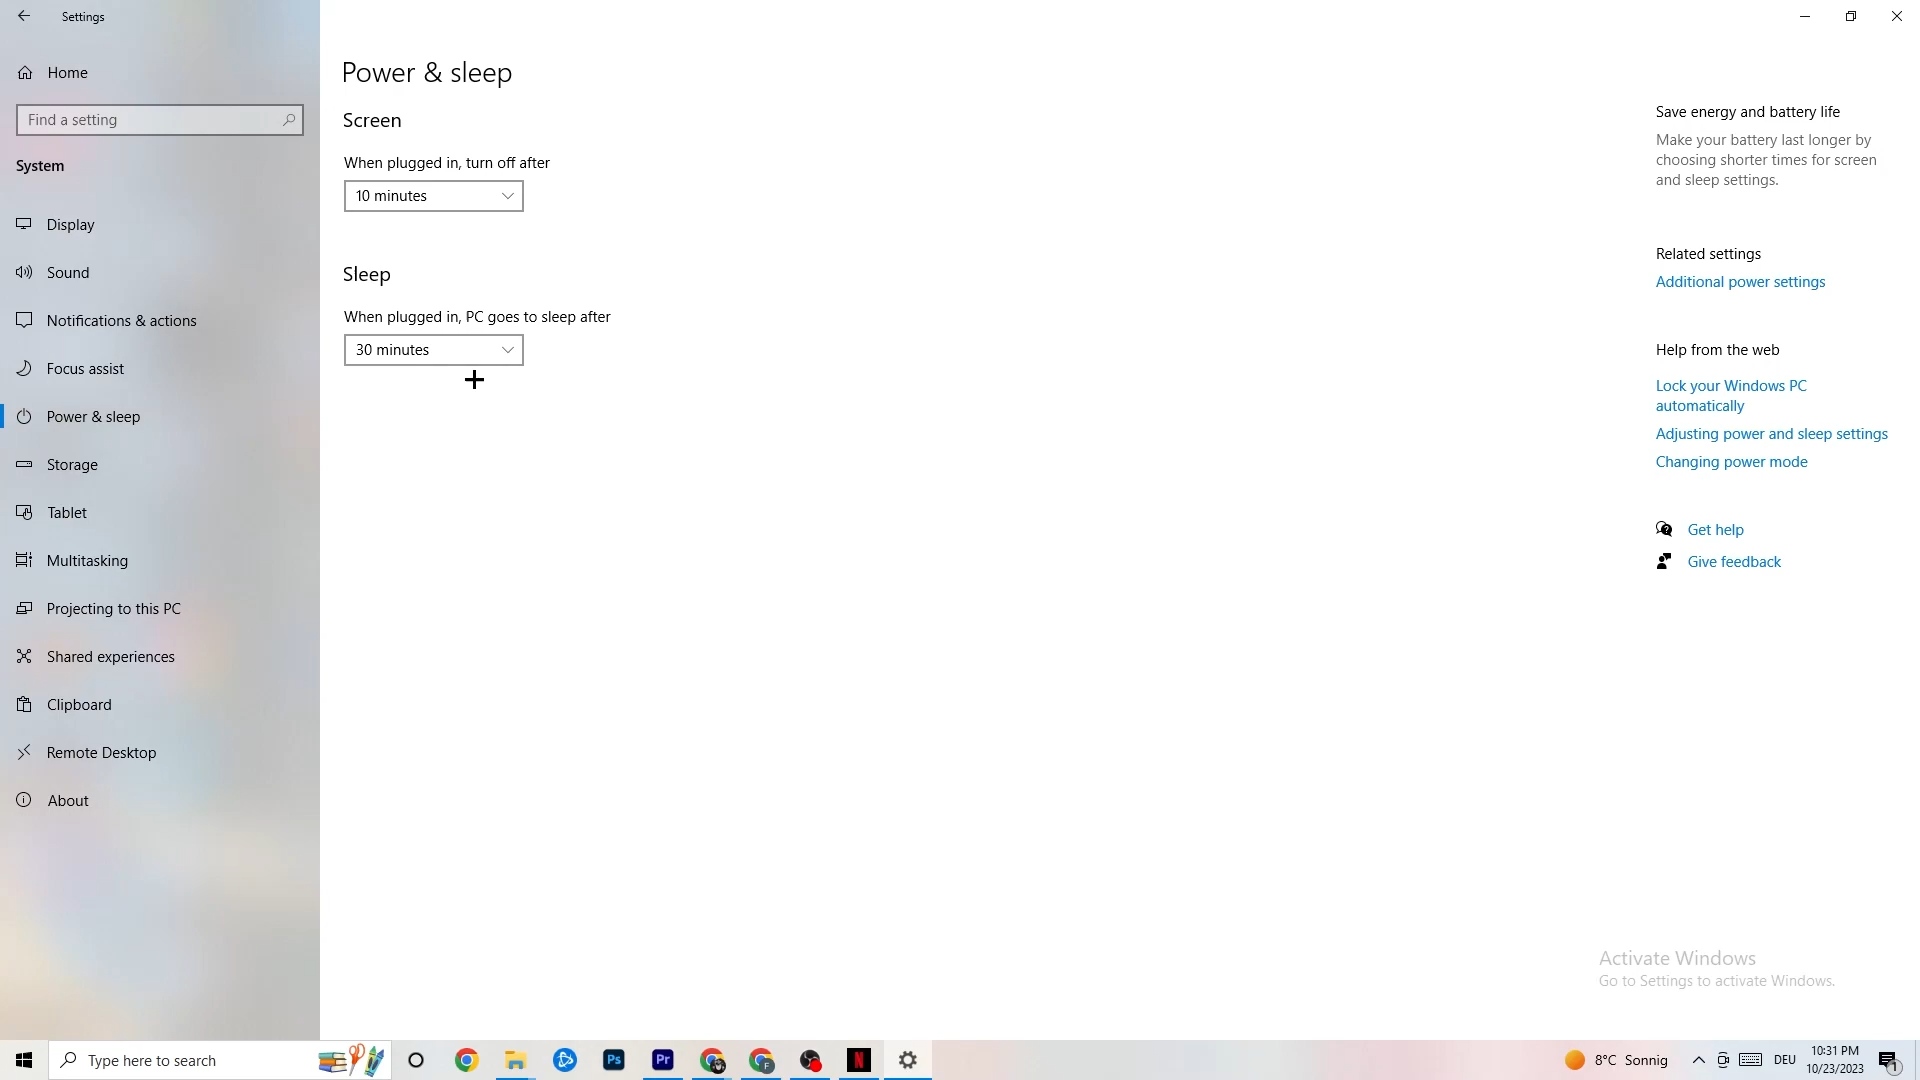 Settings
Home
Find a setting
System
Display
Sound
Notifications & actions
Focus assist
Power & sleep
Storage
Tablet
Multitasking
Projecting to this PC
Shared experiences
Clipboard
Remote Desktop
About
Power & sleep
Screen
When plugged in, turn off after
10 minutes
Sleep
When plugged in, PC goes to sleep after
30 minutes
Save energy and battery life
Make your battery last longer by
choosing shorter times for screen
and sleep settings.
Related settings
Additional power settings
Help from the web
Lock your Windows PC
automatically
Adjusting power and sleep settings
Changing power mode
Get help
Give feedback
Activate Windows
Go to Settings to activate Windows.
Type here to search
Ps
Pr
F
N
8°C Sonnig
DEU
10:31 PM
10/23/2023
1